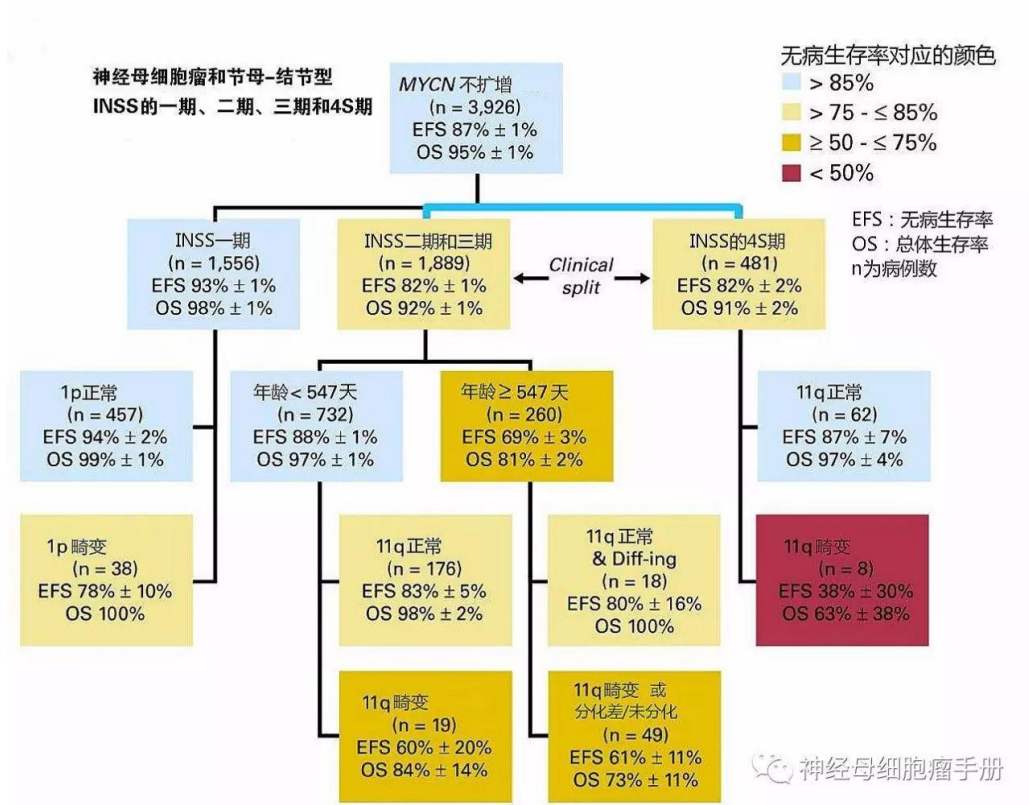 神经母细胞瘤和节母-结节型
INSS的一期、二期、三期和4S期
MYCN 不扩增
(n = 3,926)
EFS 87% ± 1%
OS 95% ± 1%
无病生存率对应的颜色
> 85%
> 75 - ≤ 85%
≥ 50 - ≤ 75%
< 50%
EFS：无病生存率
OS：总体生存率
n为病例数
INSS一期
(n = 1,556)
EFS 93% ± 1%
OS 98% ± 1%
INSS二期和三期
(n = 1,889)
EFS 82% ± 1%
OS 92% ± 1%
Clinical
split
INSS的4S期
(n = 481)
EFS 82% ± 2%
OS 91% ± 2%
1p正常
(n = 457)
EFS 94% ± 2%
OS 99% ± 1%
年龄< 547天
(n = 732)
EFS 88% ± 1%
OS 97% ± 1%
年龄≥ 547天
(n = 260)
EFS 69% ± 3%
OS 81% ± 2%
11q正常
(n = 62)
EFS 87% ± 7%
OS 97% ± 4%
1p畸变
(n = 38)
EFS 78% ± 10%
OS 100%
11q正常
(n = 176)
EFS 83% ± 5%
OS 98% ± 2%
11q正常
& Diff-ing
(n = 18)
EFS 80% ± 16%
OS 100%
11q畸变
(n = 8)
EFS 38% ± 30%
OS 63% ± 38%
11q畸变
(n = 19)
EFS 60% ± 20%
OS 84% ± 14%
11q畸变 或
分化差/未分化
(n = 49)
EFS 61% ± 11%
OS 73% ± 11%
神经母细胞瘤手册